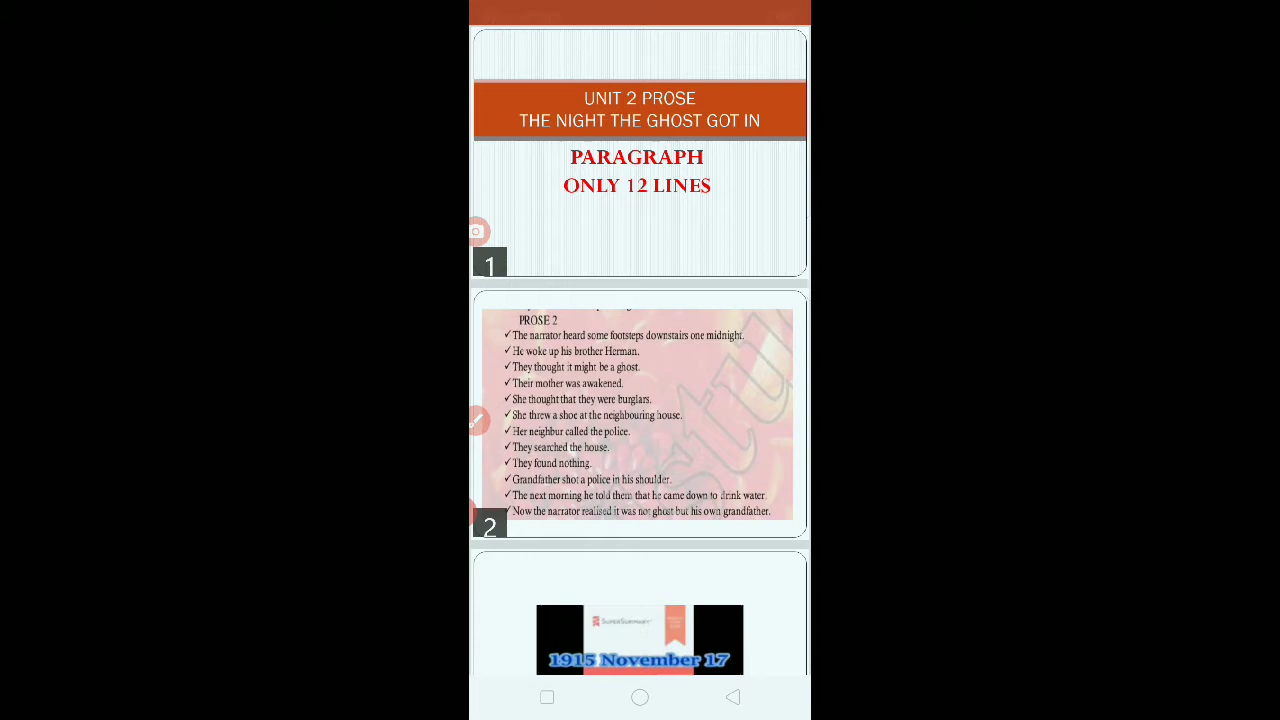 UNIT 2 PROSE
THE NIGHT THE GHOST GOT IN
PARAGRAPH
ONLY 12 LINES
1
PROSE 2
✓The narrator heard some footsteps downstairs one midnight.
✓He woke up his brother Herman.
✓They thought it might be a ghost.
✓Their mother was awakened.
✓She thought that they were burglars.
✓She threw a shoe at the neighbouring house.
✓Her neighbur called the police.
✓They searched the house.
✓They found nothing.
✓Grandfather shot a police in his shoulder.
✓The next morning he told them that he came down to drink water.
✓Now the narrator realised it was not ghost but his own grandfather.
2
SUPERSUMMARY
1915 November 17